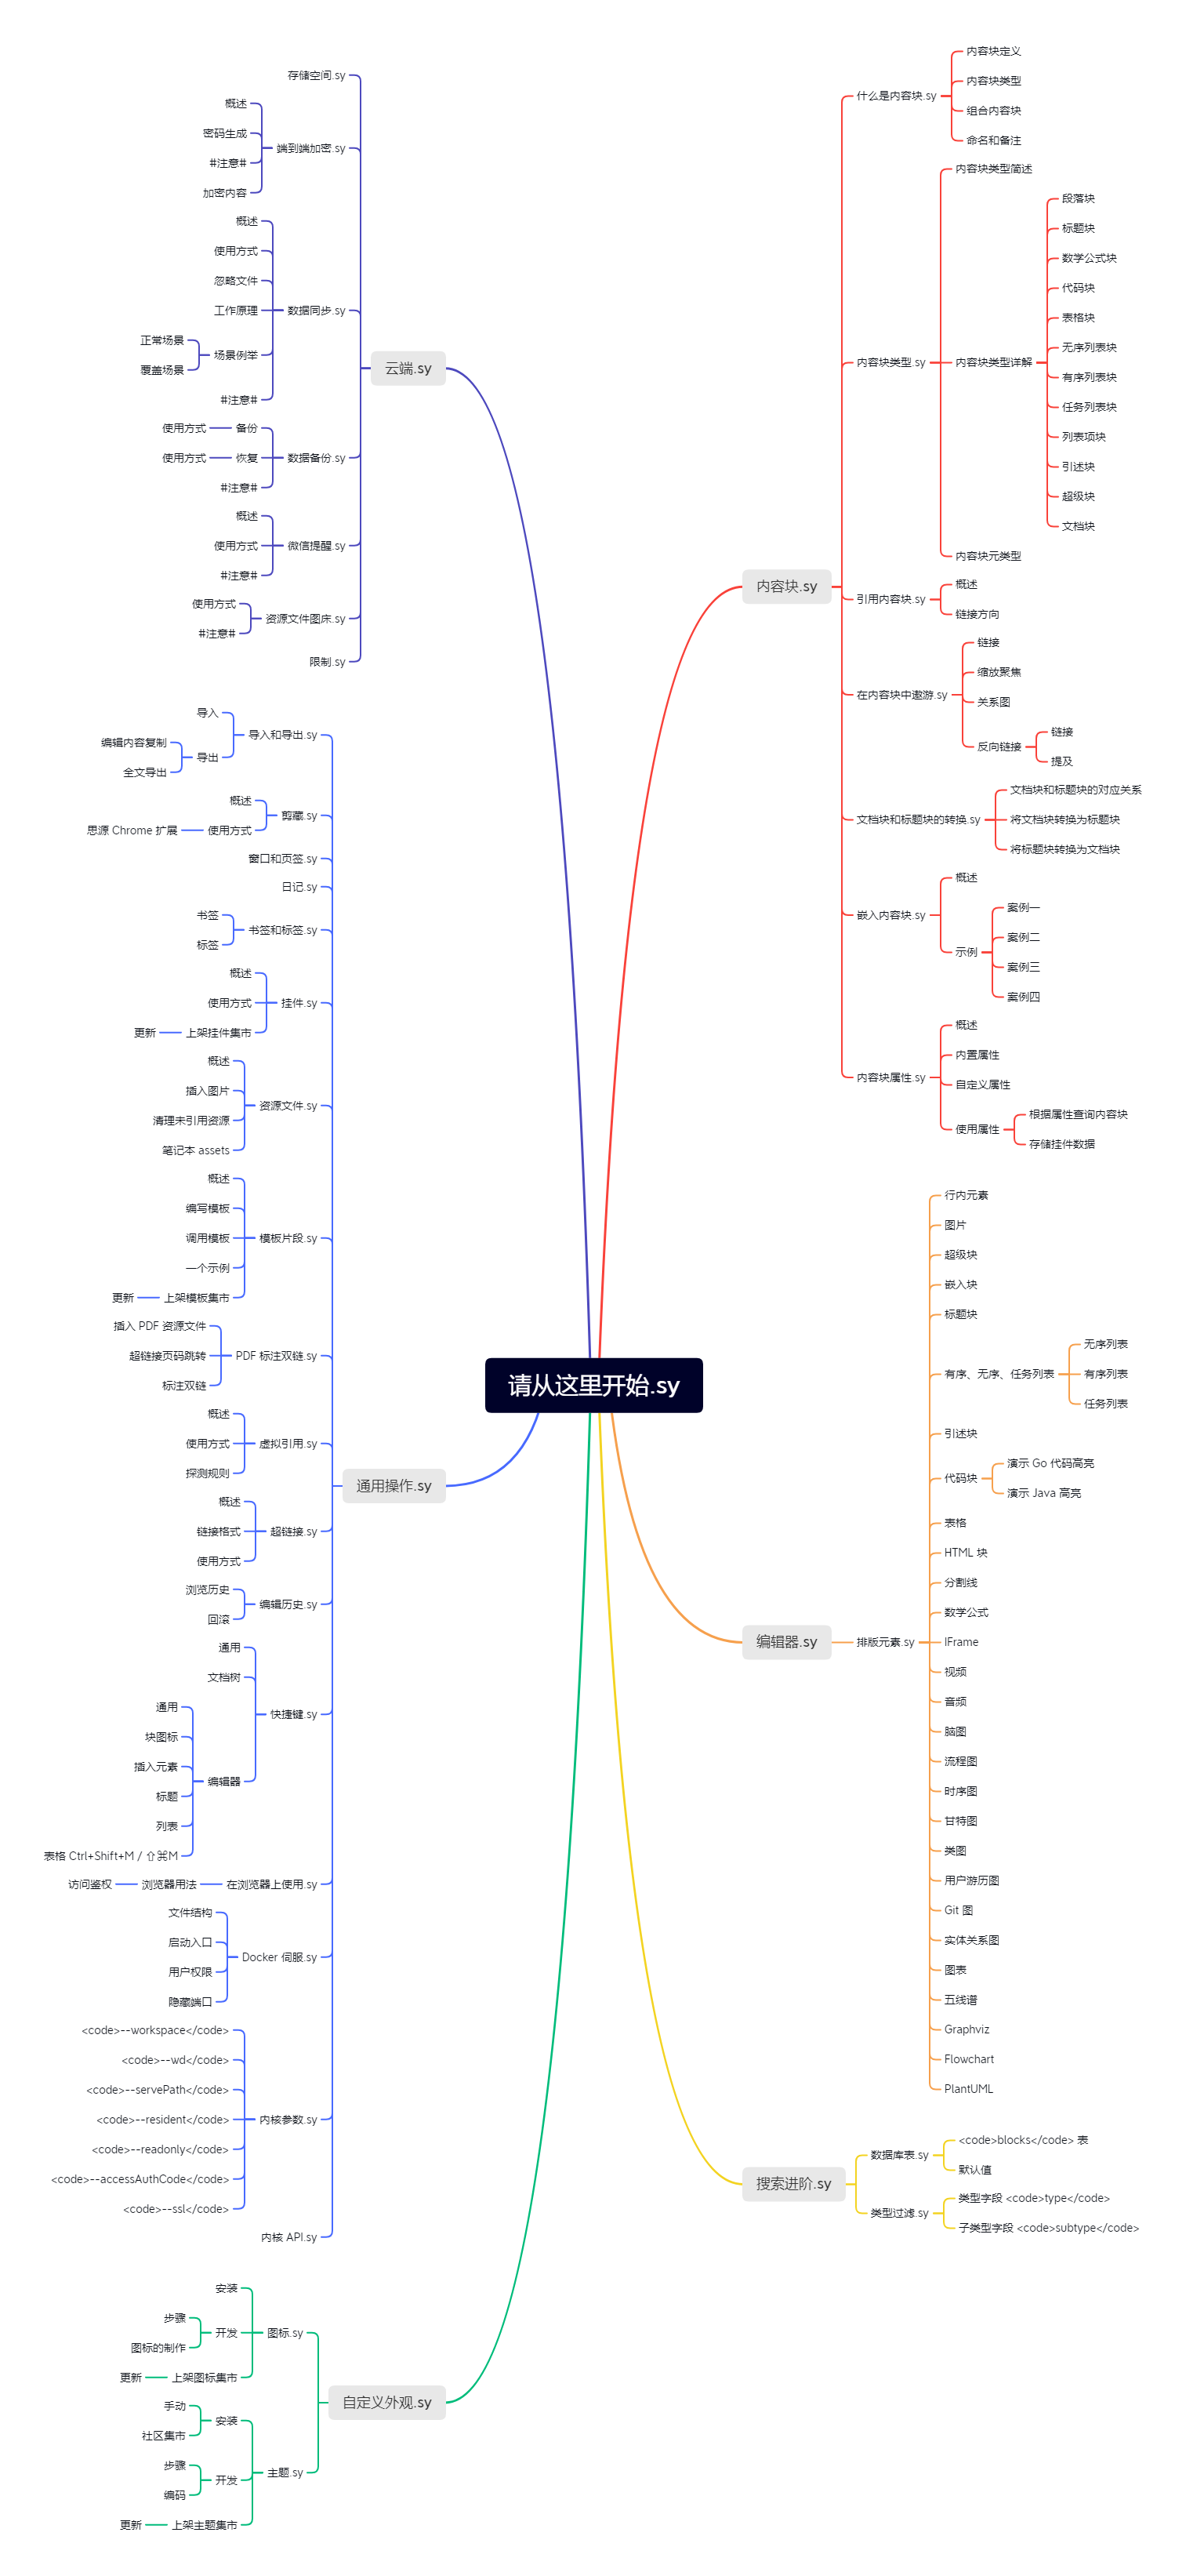 请从这里开始.sy
内容块.sy
什么是内容块.sy
内容块定义
内容块类型
组合内容块
命名和备注
内容块类型.sy
内容块类型简述
内容块类型详解
段落块
标题块
数学公式块
代码块
表格块
无序列表块
有序列表块
任务列表块
列表项块
引述块
超级块
文档块
内容块元类型
引用内容块.sy
概述
链接方向
在内容块中遨游.sy
链接
缩放聚焦
关系图
反向链接
链接
提及
文档块和标题块的转换.sy
文档块和标题块的对应关系
将文档块转换为标题块
将标题块转换为文档块
嵌入内容块.sy
概述
示例
案例一
案例二
案例三
案例四
内容块属性.sy
概述
内置属性
自定义属性
使用属性
根据属性查询内容块
存储挂件数据
编辑器.sy
排版元素.sy
行内元素
图片
超级块
嵌入块
标题块
有序、无序、任务列表
无序列表
有序列表
任务列表
引述块
代码块
演示 Go 代码高亮
演示 Java 高亮
表格
HTML 块
分割线
数学公式
IFrame
视频
音频
脑图
流程图
时序图
甘特图
类图
用户游历图
Git 图
实体关系图
图表
五线谱
Graphviz
Flowchart
PlantUML
搜索进阶.sy
数据库表.sy
<code>blocks</code> 表
默认值
类型过滤.sy
类型字段 <code>type</code>
子类型字段 <code>subtype</code>
云端.sy
存储空间.sy
端到端加密.sy
概述
密码生成
#注意#
加密内容
数据同步.sy
概述
使用方式
忽略文件
工作原理
场景例举
正常场景
覆盖场景
#注意#
数据备份.sy
备份
使用方式
恢复
使用方式
#注意#
微信提醒.sy
概述
使用方式
#注意#
资源文件图床.sy
使用方式
#注意#
限制.sy
通用操作.sy
导入和导出.sy
导入
导出
编辑内容复制
全文导出
剪藏.sy
概述
使用方式
思源 Chrome 扩展
窗口和页签.sy
日记.sy
书签和标签.sy
书签
标签
挂件.sy
概述
使用方式
上架挂件集市
更新
资源文件.sy
概述
插入图片
清理未引用资源
笔记本 assets
模板片段.sy
概述
编写模板
调用模板
一个示例
上架模板集市
更新
PDF 标注双链.sy
插入 PDF 资源文件
超链接页码跳转
标注双链
虚拟引用.sy
概述
使用方式
探测规则
超链接.sy
概述
链接格式
使用方式
编辑历史.sy
浏览历史
回滚
快捷键.sy
通用
文档树
编辑器
通用
块图标
插入元素
标题
列表
表格 Ctrl+Shift+M / ⇧⌘M
在浏览器上使用.sy
浏览器用法
访问鉴权
Docker 伺服.sy
文件结构
启动入口
用户权限
隐藏端口
内核参数.sy
<code>--workspace</code>
<code>--wd</code>
<code>--servePath</code>
<code>--resident</code>
<code>--readonly</code>
<code>--accessAuthCode</code>
<code>--ssl</code>
内核 API.sy
自定义外观.sy
图标.sy
安装
开发
步骤
图标的制作
上架图标集市
更新
主题.sy
安装
手动
社区集市
开发
步骤
编码
上架主题集市
更新